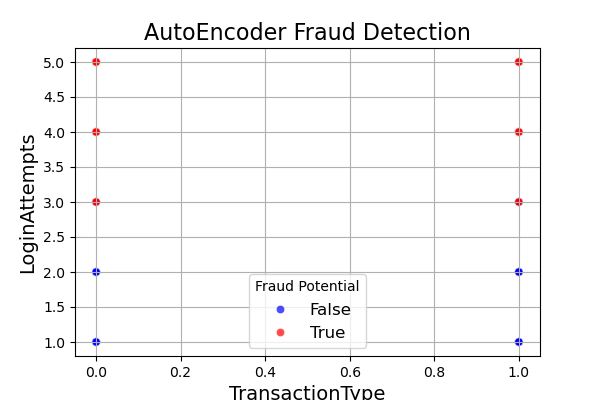 AutoEncoder Fraud Detection
LoginAttempts
5.0
4.5
4.0
3.5
3.0
2.5
2.0
1.5
1.0
Fraud Potential
False
True
0.0 0.2 0.4 0.6 0.8 1.0
TransactionType